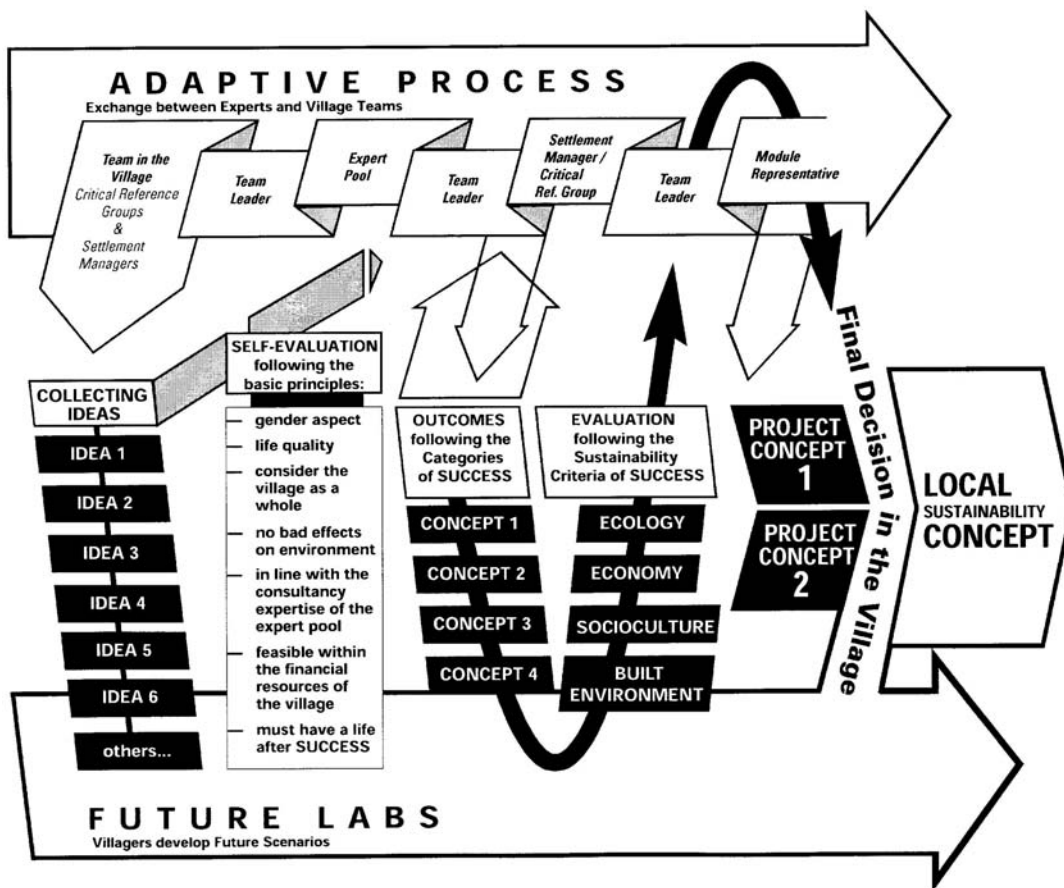 ADAPTIVE PROCESS
Exchange between Experts and Village Teams
Team in the
Village
Critical Reference
Groups
&
Settlement
Managers
Team
Leader
Expert
Pool
Team
Leader
Settlement
Manager /
Critical
Ref. Group
Team
Leader
Module
Representative
COLLECTING
IDEAS
IDEA 1
IDEA 2
IDEA 3
IDEA 4
IDEA 5
IDEA 6
others...
SELF-EVALUATION
following the
basic principles:
– gender aspect
– life quality
– consider the
village as a
whole
– no bad effects
on environment
– in line with the
consultancy
expertise of the
expert pool
– feasible within
the financial
resources of
the village
– must have a life
after SUCCESS
OUTCOMES
following the
Categories
of SUCCESS
CONCEPT 1
CONCEPT 2
CONCEPT 3
CONCEPT 4
EVALUATION
following the
Sustainability
Criteria of SUCCESS
ECOLOGY
ECONOMY
SOCIOCULTURE
BUILT
ENVIRONMENT
PROJECT
CONCEPT
1
PROJECT
CONCEPT
2
Final Decision in the Village
LOCAL
SUSTAINABILITY
CONCEPT
FUTURE LABS
Villagers develop Future Scenarios